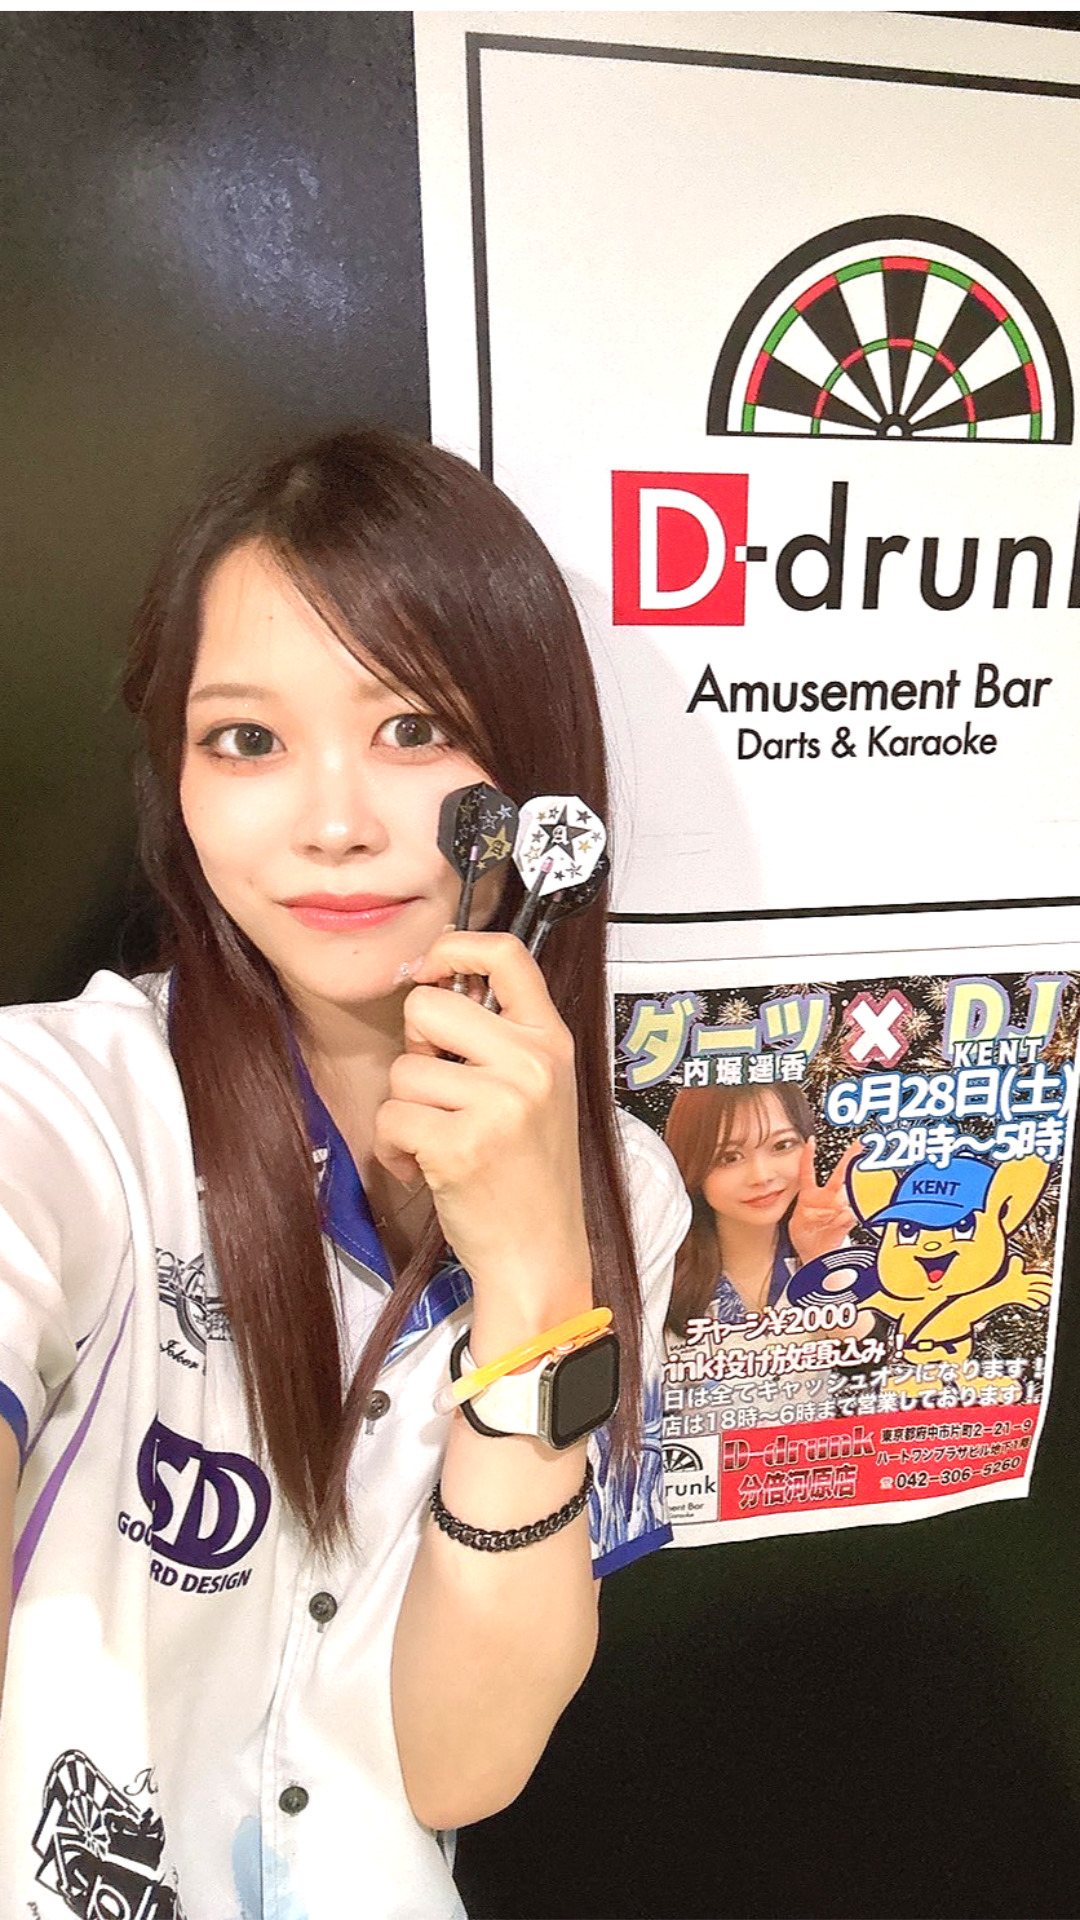 D-drunk
Amusement Bar
Darts & Karaoke
ダーツ × DJ
内堀遥香
KENT
6月28日(土)
22時〜5時
KENT
チャージ¥2000
rink投げ放題込み！
日は全てキャッシュオンになります！
店は18時〜6時まで営業しております！
D-drunk
分倍河原店
東京都府中市片町2-21-9
ハートワンプラザビル地下1階
☎042-306-5260
runk
ment Bar
Karaoke
Joker
SD
RD DESIGN